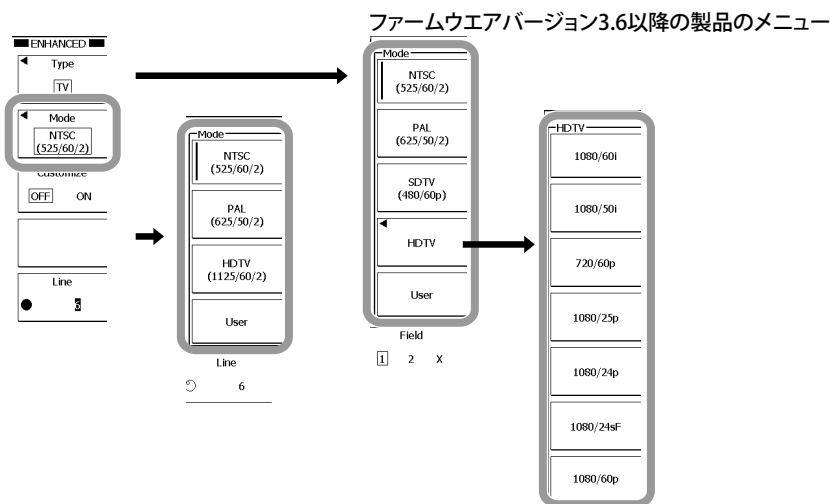 ファームウエアバージョン3.6以降の製品のメニュー
ENHANCED
Type
TV
Mode
NTSC
(525/60/2)
Customize
OFF ON
Line
6
Mode
NTSC
(525/60/2)
PAL
(625/50/2)
HDTV
(1125/60/2)
User
Line
6
Mode
NTSC
(525/60/2)
PAL
(625/50/2)
SDTV
(480/60p)
HDTV
User
Field
1 2 X
HDTV
1080/60i
1080/50i
720/60p
1080/25p
1080/24p
1080/24sF
1080/60p